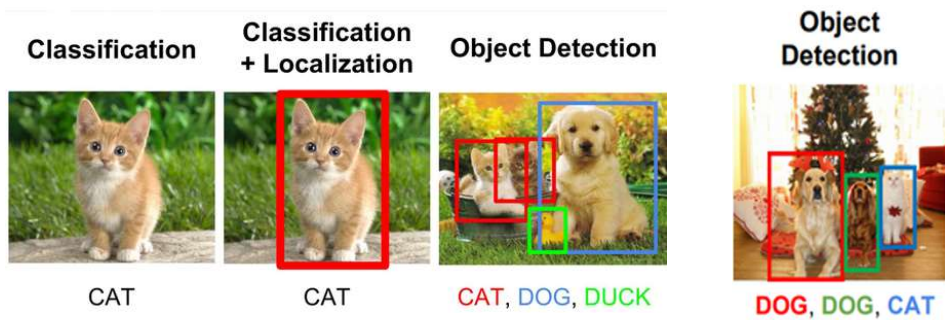 Classification
Classification
+ Localization
Object Detection
Object
Detection
CAT
CAT
CAT, DOG, DUCK
DOG, DOG, CAT